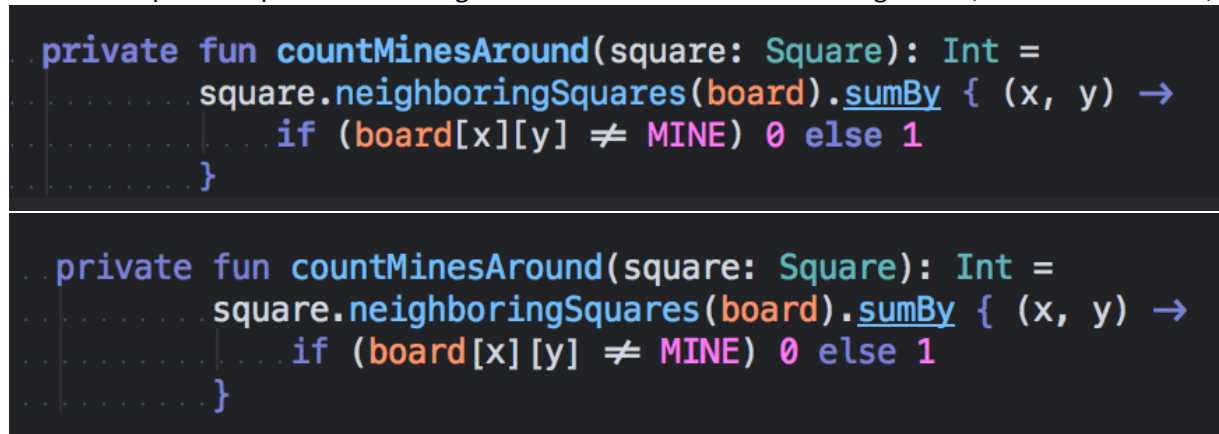 private fun countMinesAround(square: Square): Int =
square.neighboringSquares(board).sumBy { (x, y) →
if (board[x][y] ≠ MINE) 0 else 1
}
private fun countMinesAround(square: Square): Int =
square.neighboringSquares(board).sumBy { (x, y) →
if (board[x][y] ≠ MINE) 0 else 1
}